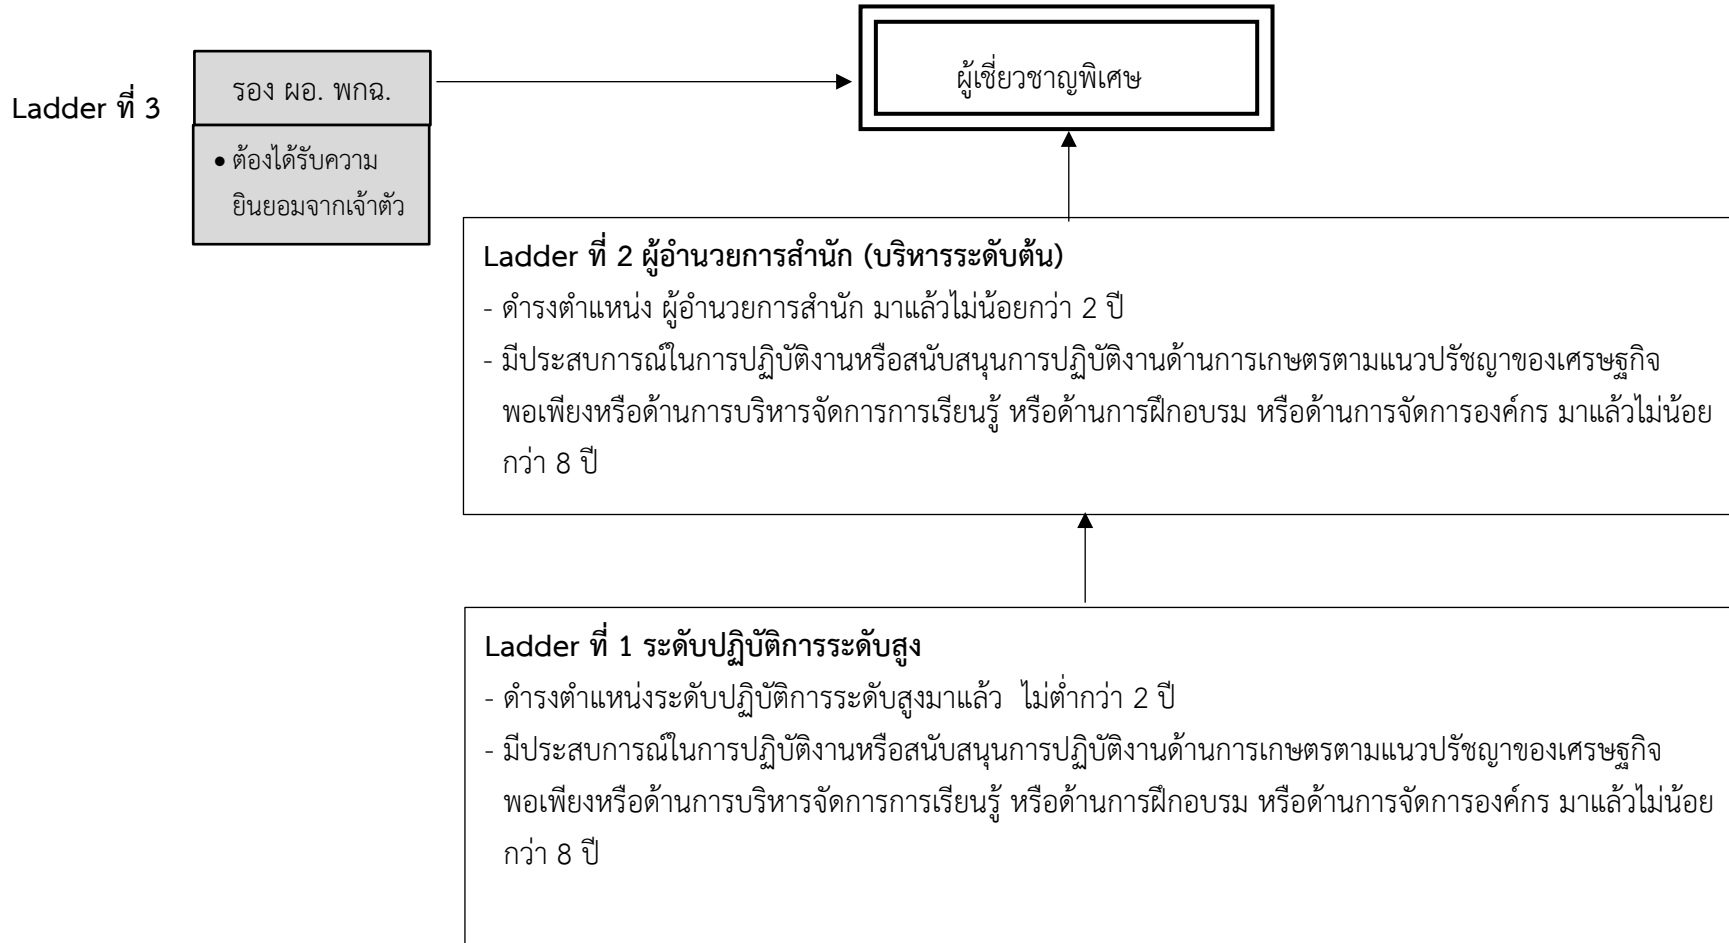 Ladder ที่ 3
รอง ผอ. พกฉ.
• ต้องได้รับความ
ยินยอมจากเจ้าตัว
ผู้เชี่ยวชาญพิเศษ
Ladder ที่ 2 ผู้อำนวยการสำนัก (บริหารระดับต้น)
- ดำรงตำแหน่ง ผู้อำนวยการสำนัก มาแล้วไม่น้อยกว่า 2 ปี
- มีประสบการณ์ในการปฏิบัติงานหรือสนับสนุนการปฏิบัติงานด้านการเกษตรตามแนวปรัชญาของเศรษฐกิจ
พอเพียงหรือด้านการบริหารจัดการการเรียนรู้ หรือด้านการฝึกอบรม หรือด้านการจัดการองค์กร มาแล้วไม่น้อย
กว่า 8 ปี
Ladder ที่ 1 ระดับปฏิบัติการระดับสูง
- ดำรงตำแหน่งระดับปฏิบัติการระดับสูงมาแล้ว ไม่ต่ำกว่า 2 ปี
- มีประสบการณ์ในการปฏิบัติงานหรือสนับสนุนการปฏิบัติงานด้านการเกษตรตามแนวปรัชญาของเศรษฐกิจ
พอเพียงหรือด้านการบริหารจัดการการเรียนรู้ หรือด้านการฝึกอบรม หรือด้านการจัดการองค์กร มาแล้วไม่น้อย
กว่า 8 ปี